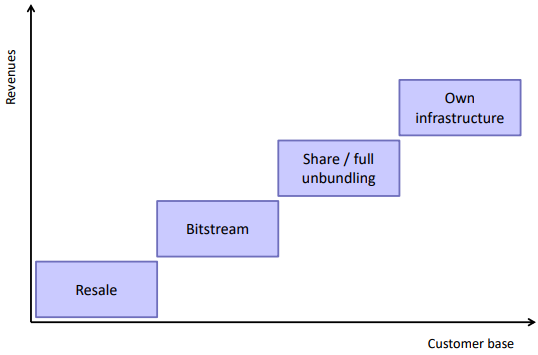 Revenues
Own
infrastructure
Share / full
unbundling
Bitstream
Resale
Customer base